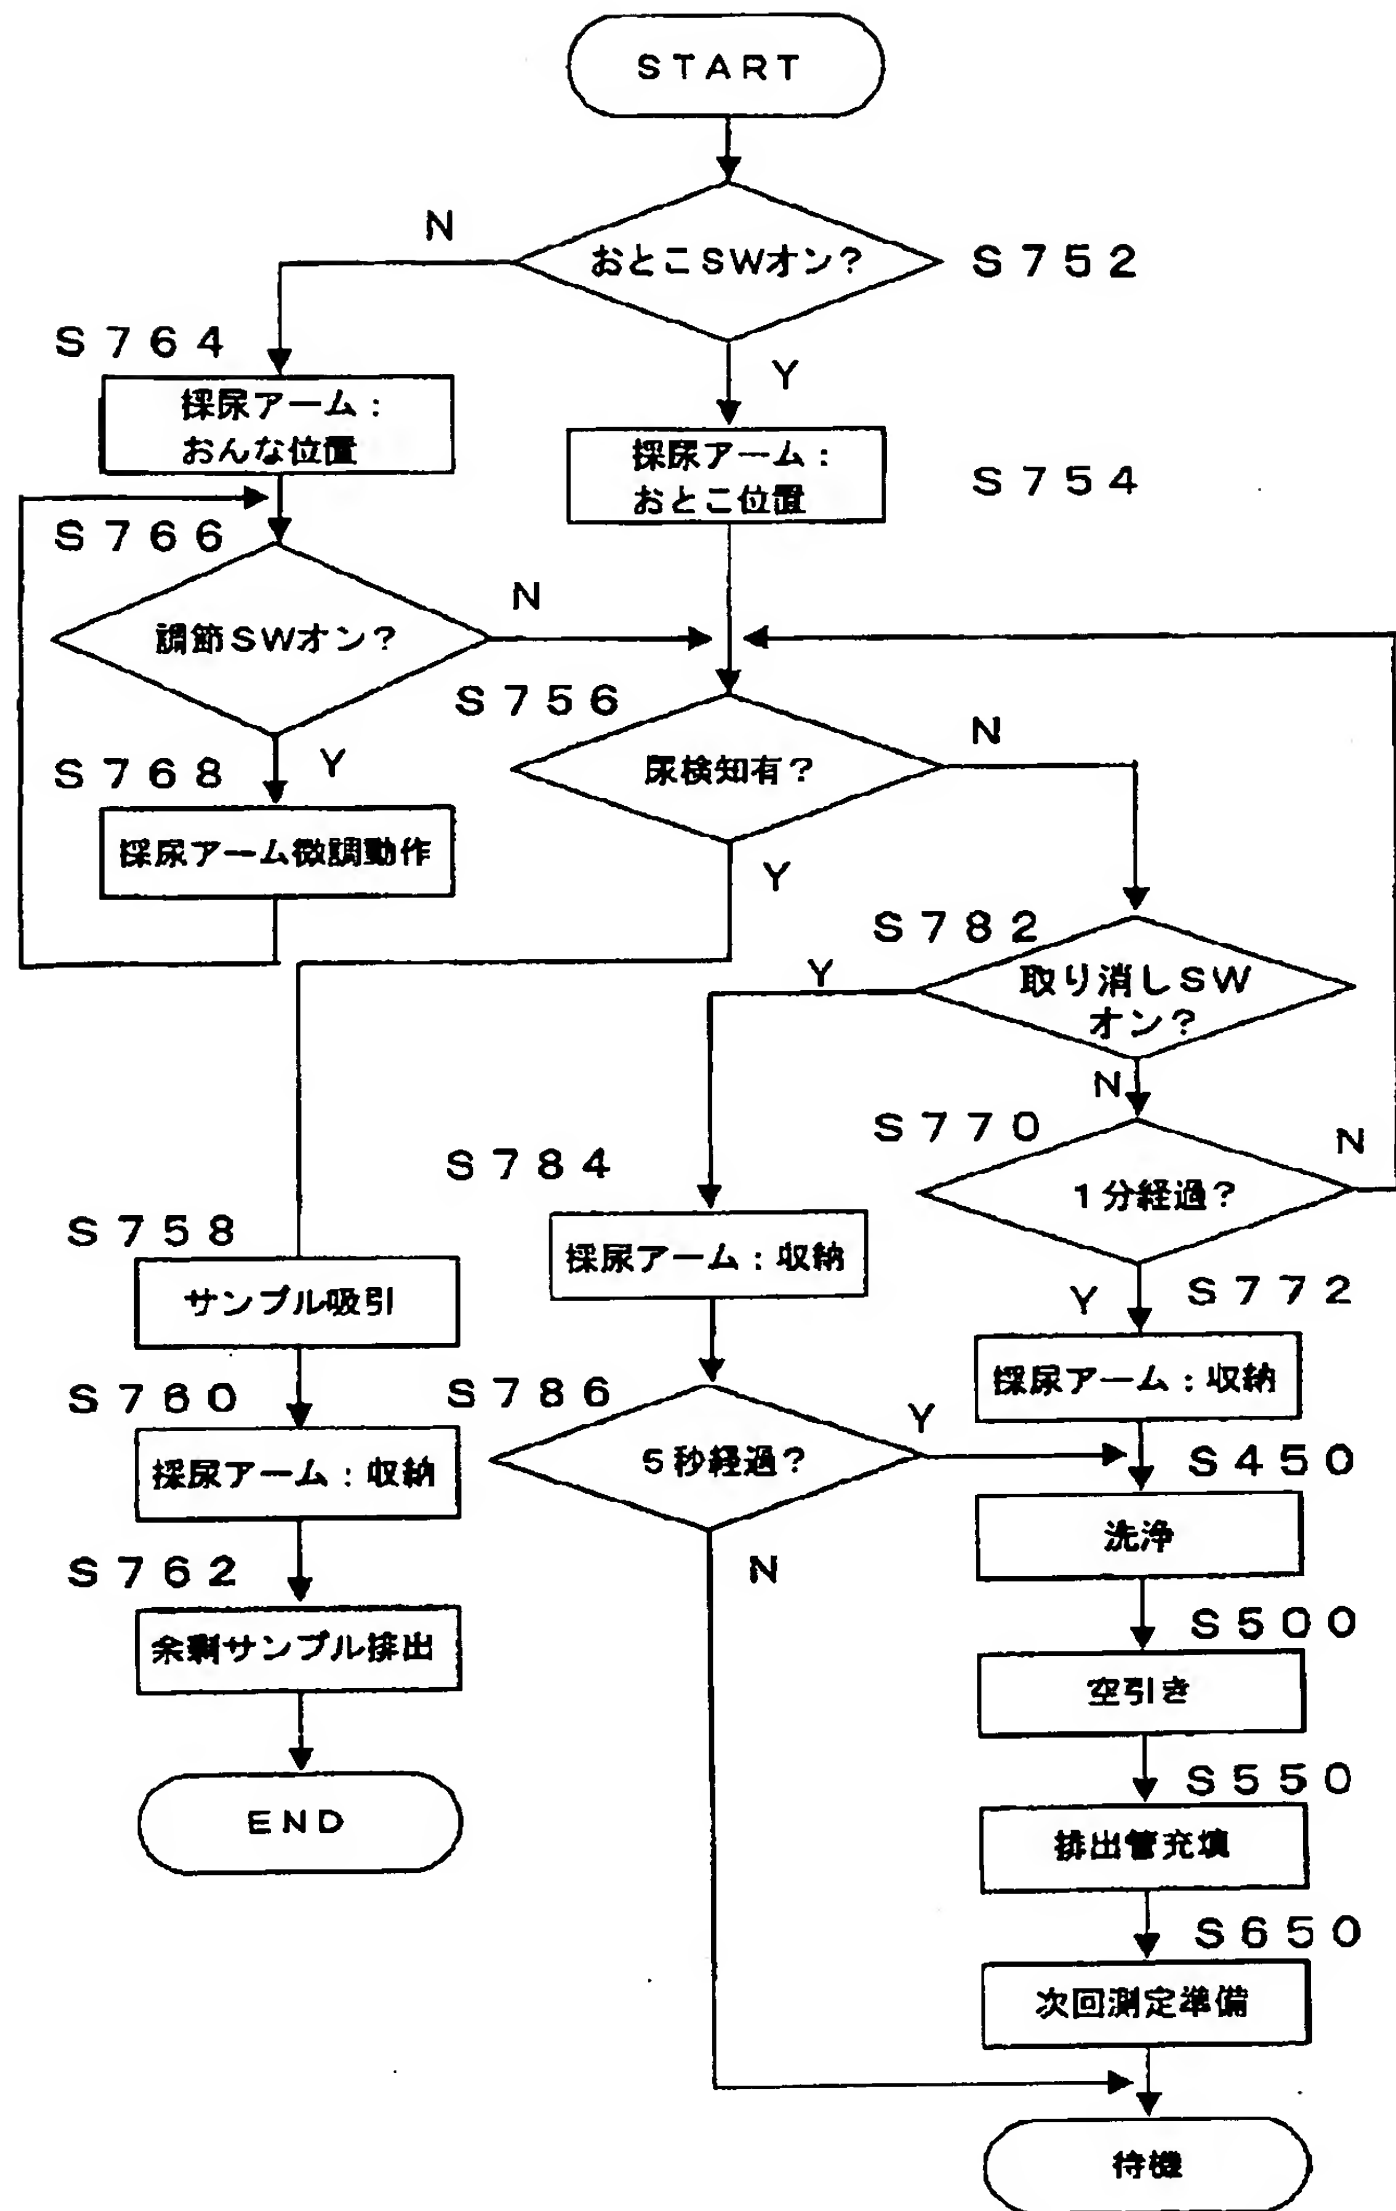 START
N
おとこSWオン?
S752
S764
Y
採尿アーム:
おんな位置
採尿アーム:
おとこ位置
S754
S766
N
調節SWオン?
S756
N
S768
Y
尿検知有?
採尿アーム微調動作
Y
S782
Y
取り消しSW
オン?
N
S770
N
S784
1分経過?
S758
採尿アーム:収納
サンプル吸引
Y
S772
採尿アーム:収納
S760
S786
Y
採尿アーム:収納
5秒経過?
S450
洗浄
S762
N
余剰サンプル排出
S500
空引き
S550
END
排出管充填
S650
次回測定準備
待機